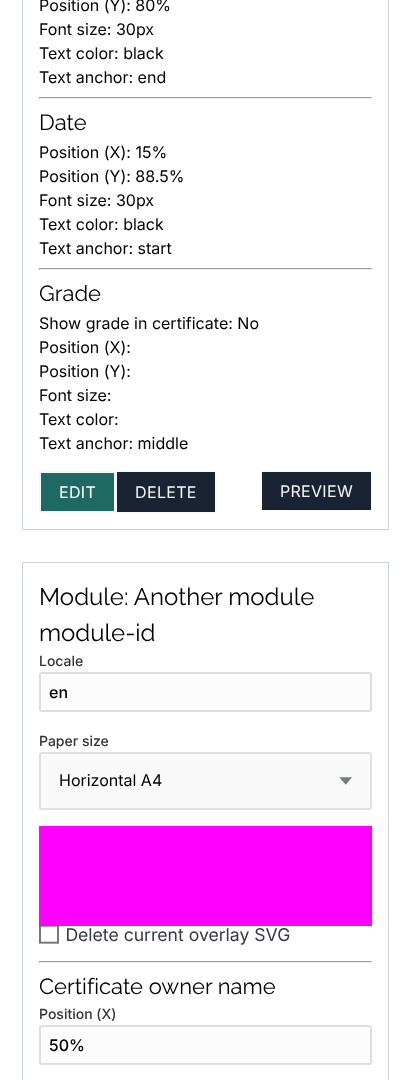 Position (Y): 80%
Font size: 30px
Text color: black
Text anchor: end
Date
Position (X): 15%
Position (Y): 88.5%
Font size: 30px
Text color: black
Text anchor: start
Grade
Show grade in certificate: No
Position (X):
Position (Y):
Font size:
Text color:
Text anchor: middle
EDIT DELETE PREVIEW
Module: Another module
module-id
Locale
en
Paper size
Horizontal A4
Delete current overlay SVG
Certificate owner name
Position (X)
50%